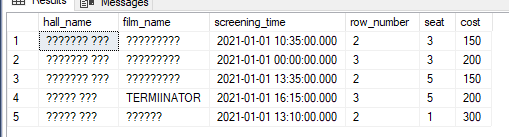 Results Messages
hall_name film_name screening_time row_number seat cost
1 ??????? ??? ????????? 2021-01-01 10:35:00.000 2 3 150
2 ??????? ??? ????????? 2021-01-01 00:00:00.000 3 3 200
3 ??????? ??? ????????? 2021-01-01 13:35:00.000 2 5 150
4 ????? ??? TERMIINATOR 2021-01-01 16:15:00.000 3 5 200
5 ????? ??? ?????? 2021-01-01 13:10:00.000 2 1 300